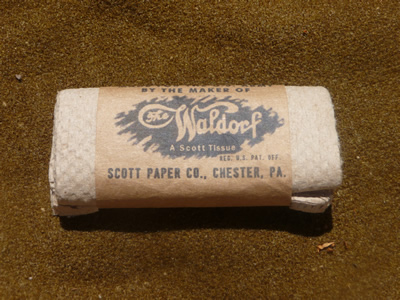 BY THE MAKER OF
The Waldorf
A Scott Tissue
REG. U.S. PAT. OFF.
SCOTT PAPER CO., CHESTER, PA.